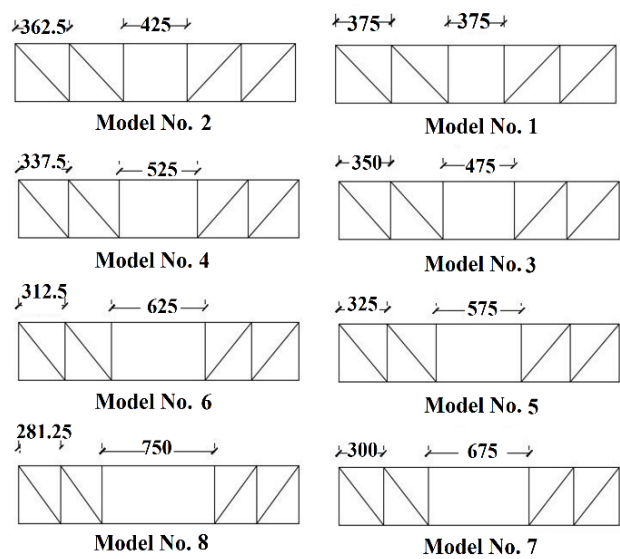 362.5 425
Model No. 2
375 375
Model No. 1
337.5 525
Model No. 4
350 475
Model No. 3
312.5 625
Model No. 6
325 575
Model No. 5
281.25 750
Model No. 8
300 675
Model No. 7